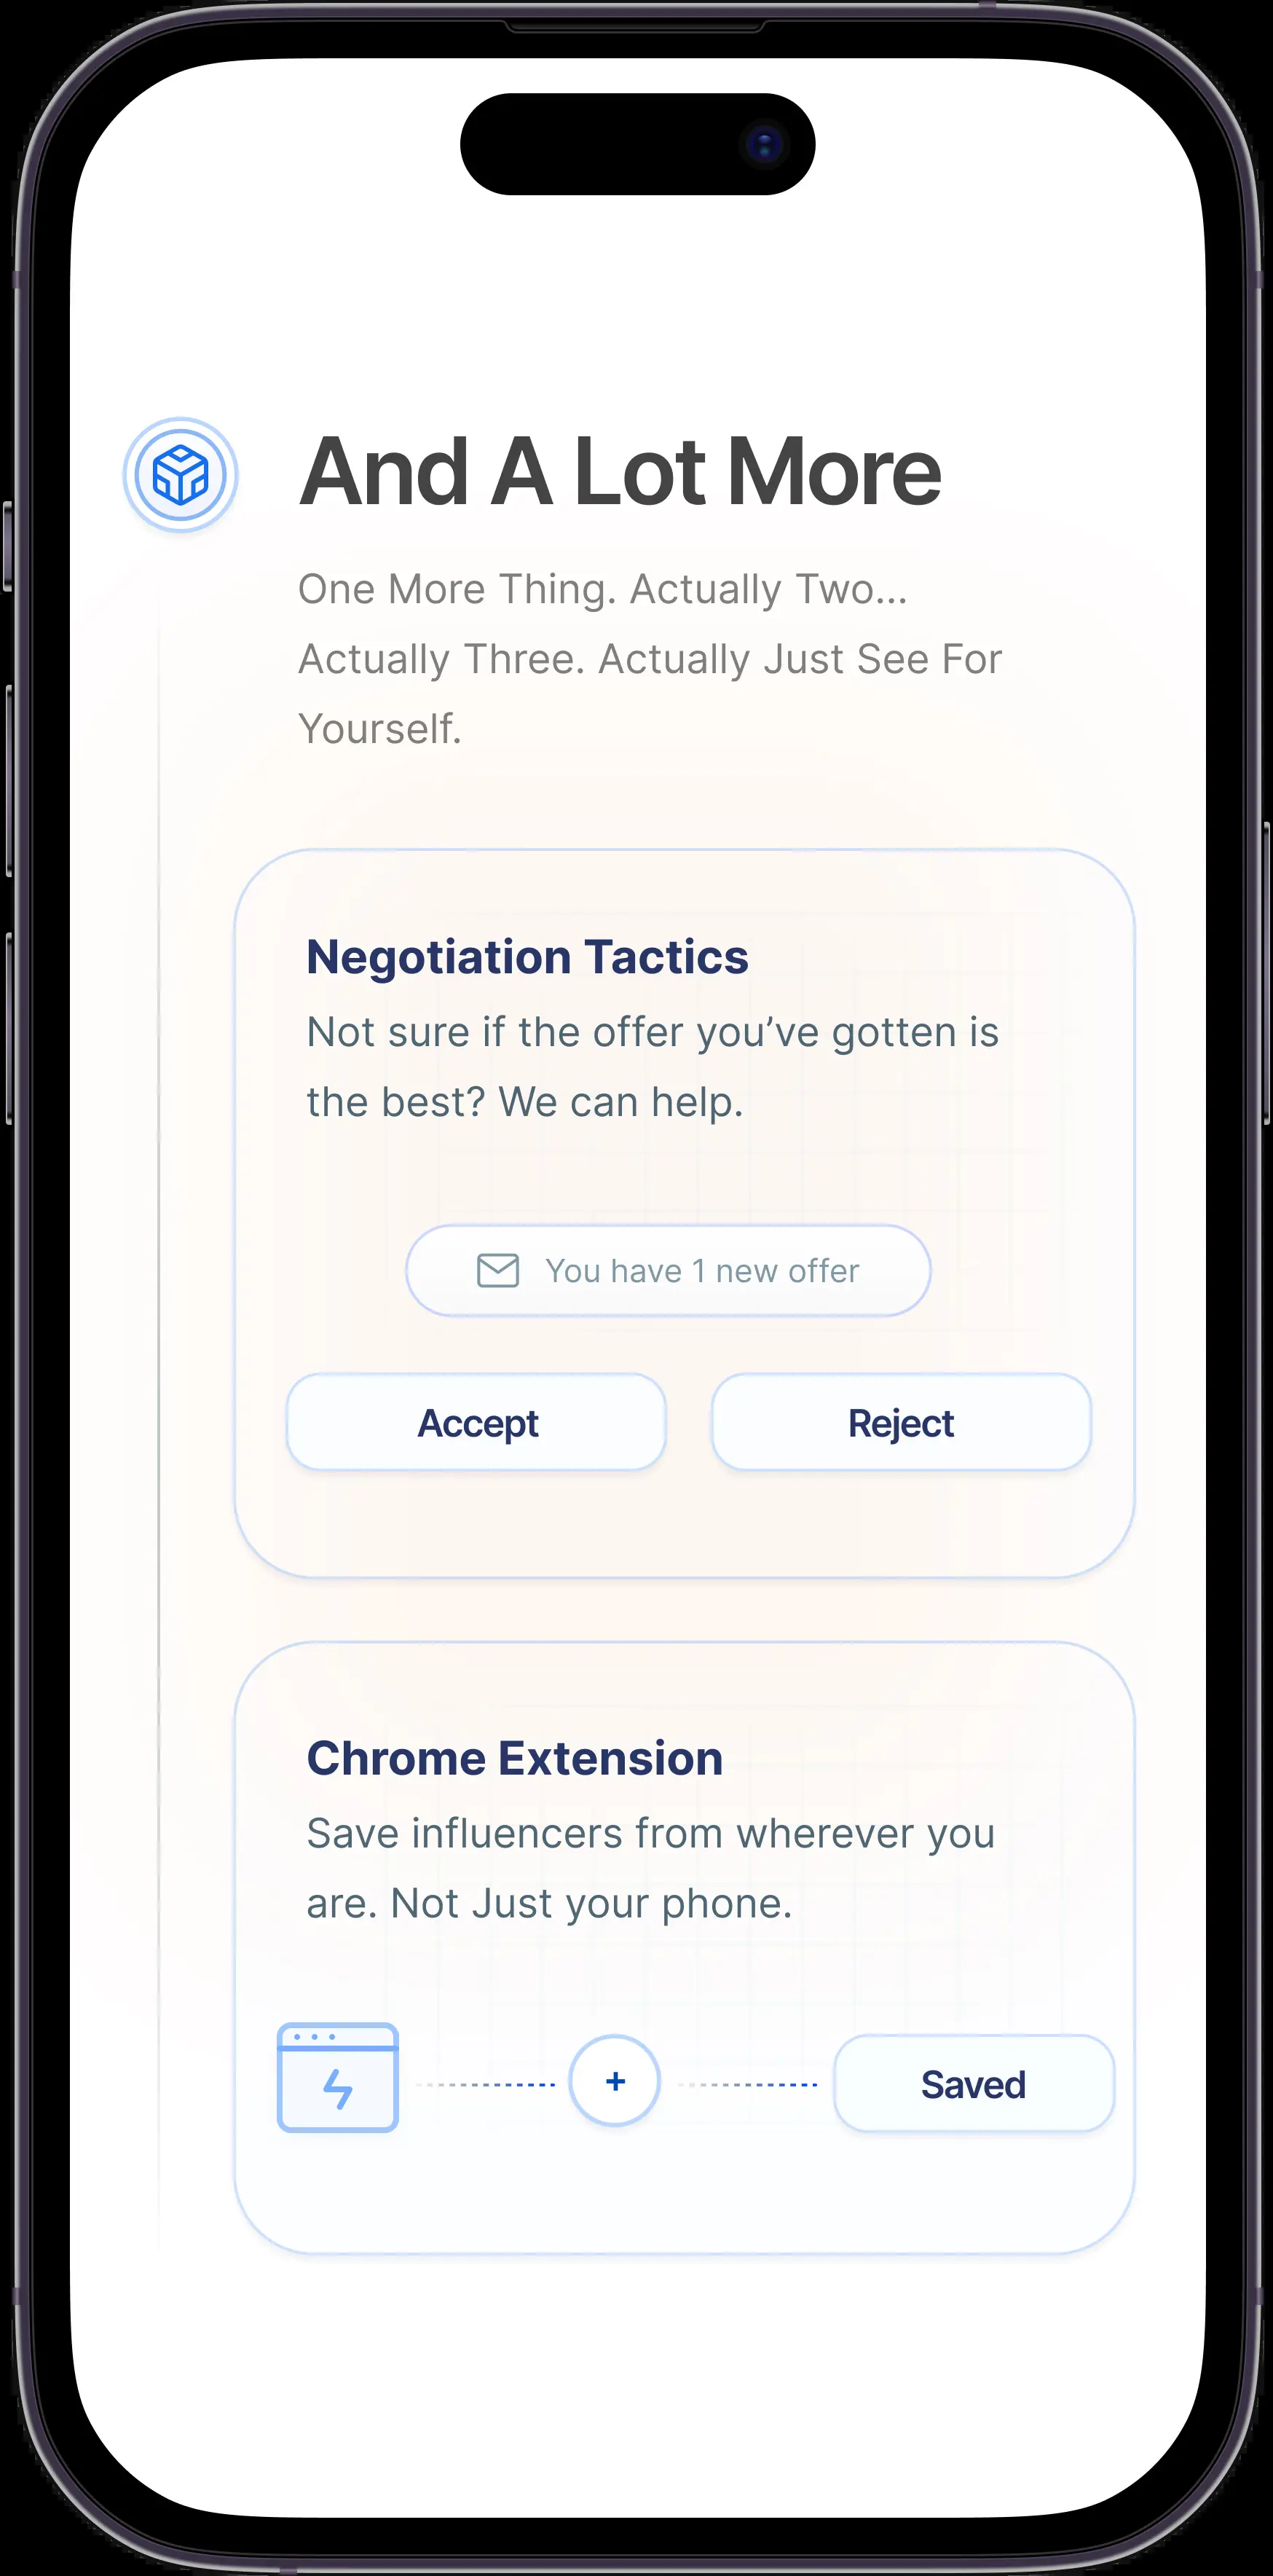 And A Lot More
One More Thing. Actually Two...
Actually Three. Actually Just See For
Yourself.
Negotiation Tactics
Not sure if the offer you’ve gotten is
the best? We can help.
You have 1 new offer
Accept
Reject
Chrome Extension
Save influencers from wherever you
are. Not Just your phone.
+
Saved